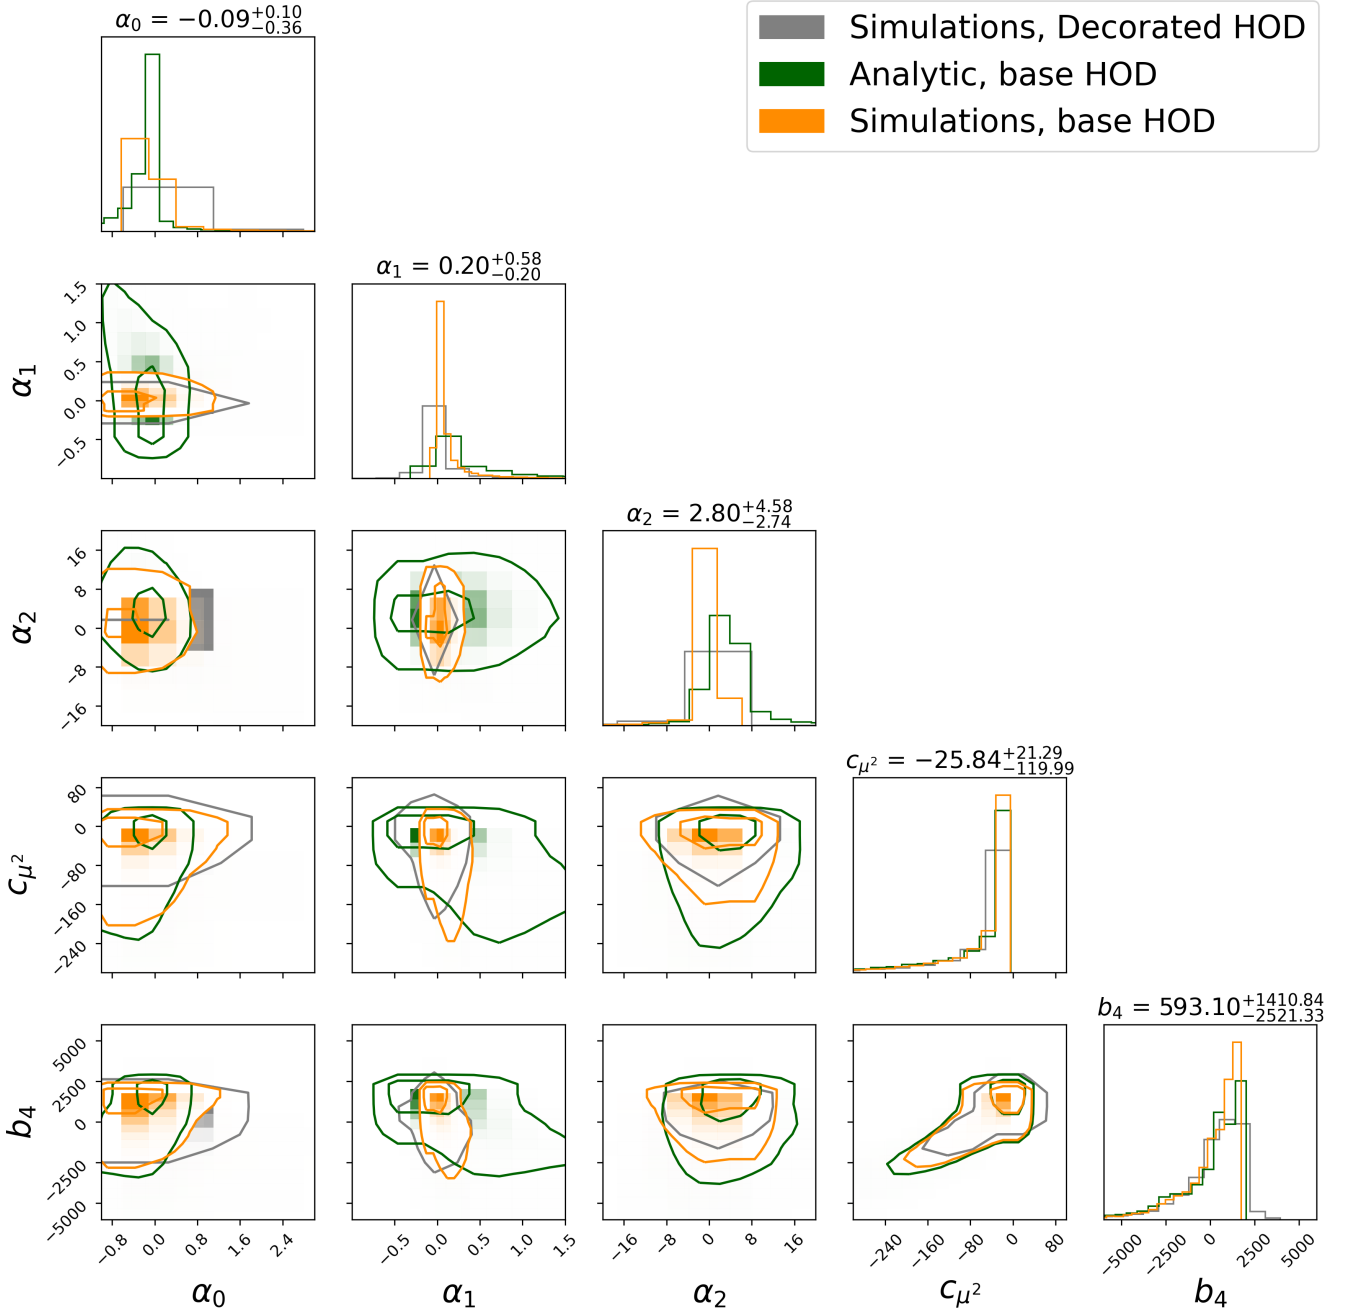 α₀ = −0.09+0.10 −0.36
Simulations, Decorated HOD
Analytic, base HOD
Simulations, base HOD
α₁ = 0.20+0.58 −0.20
α₁
1.5
1.0
0.5
0.0
−0.5
α₂ = 2.80+4.58 −2.74
α₂
16
8
0
−8
−16
cμ² = −25.84+21.29 −119.99
cμ²
80
0
−80
−160
−240
b₄ = 593.10+1410.84 −2521.33
b₄
5000
2500
0
−2500
−5000
−0.8 0.0 0.8 1.6 2.4
−0.5 0.0 0.5 1.0 1.5
−16 −8 0 8 16
−240 −160 −80 0 80
−5000 −2500 0 2500 5000
α₀ α₁ α₂ cμ² b₄